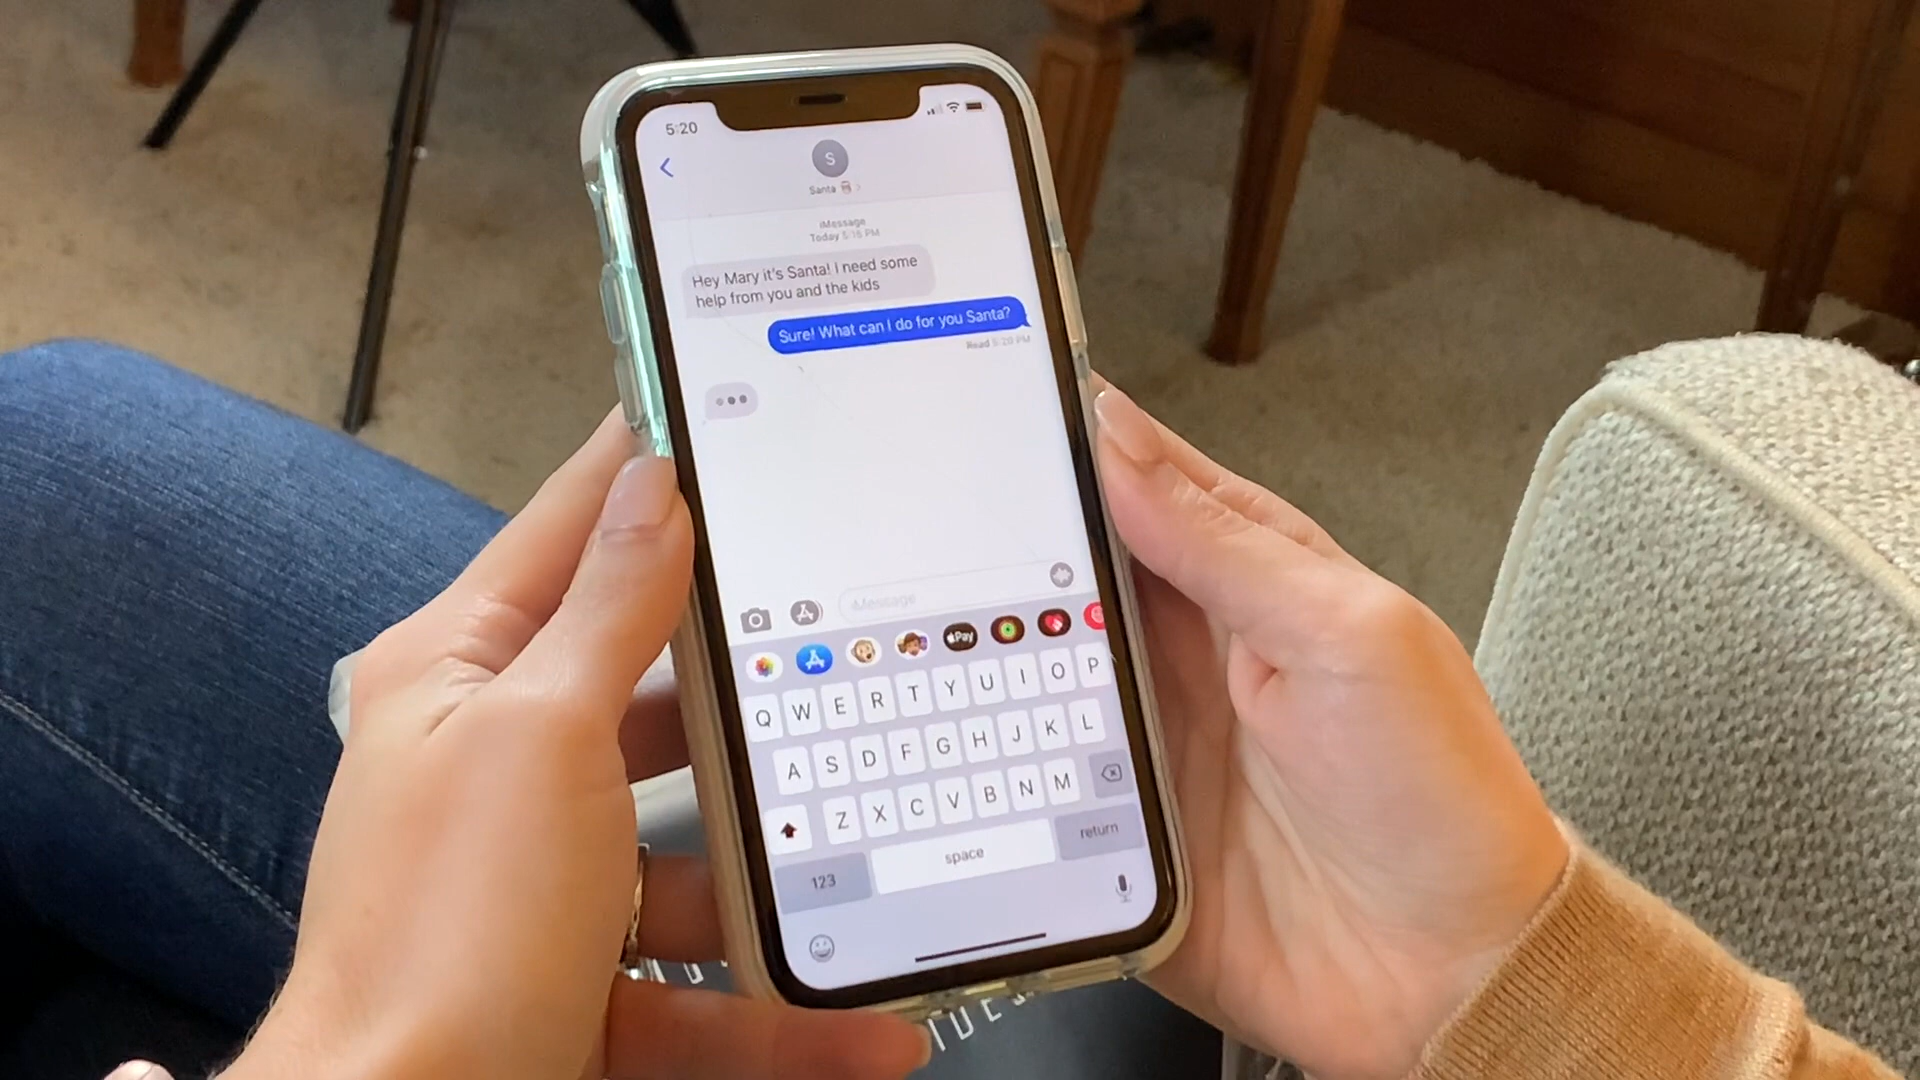 5:20
S
Santa
iMessage
Today 5:15 PM
Hey Mary it's Santa! I need some
help from you and the kids
Sure! What can I do for you Santa?
Read 5:20 PM
iMessage
Pay
Q W E R T Y U I O P
A S D F G H J K L
Z X C V B N M
123 space return